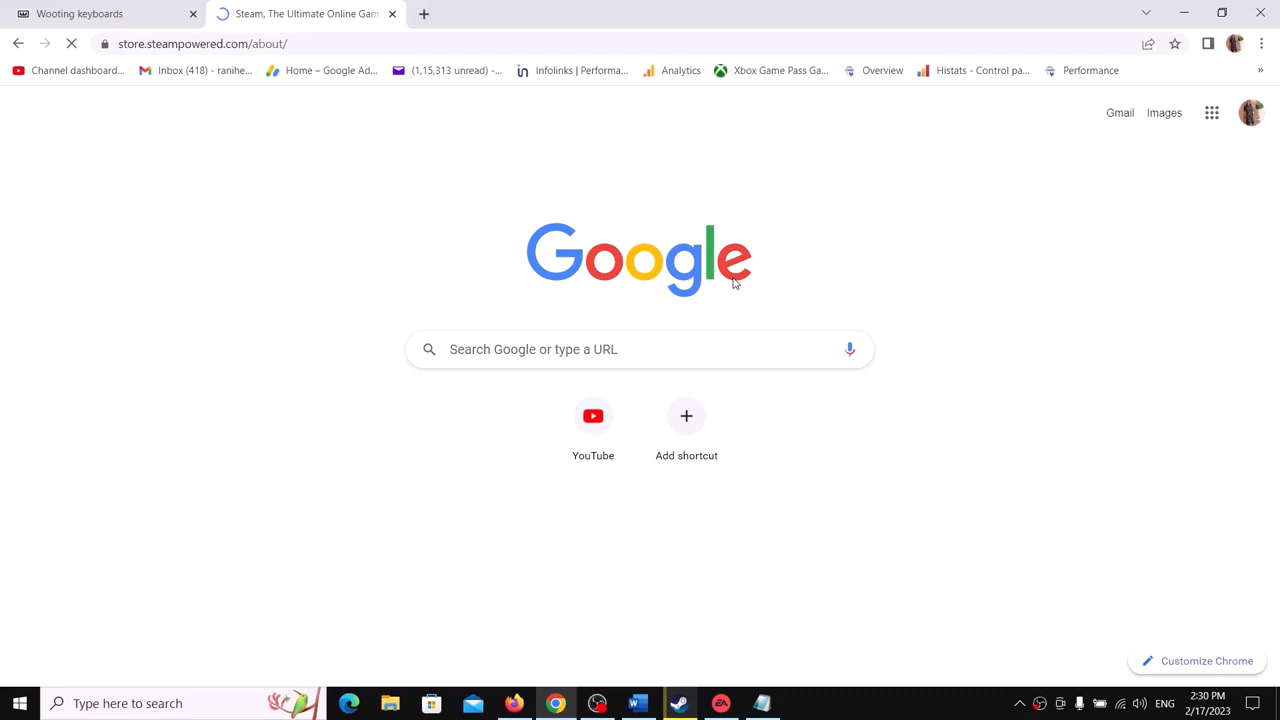 Wooting keyboards
Steam, The Ultimate Online Gam
store.steampowered.com/about/
Channel dashboard...
Inbox (418) - ranihe...
Home – Google Ad...
(1,15,313 unread) -...
Infolinks | Performa...
Analytics
Xbox Game Pass Ga...
Overview
Histats - Control pa...
Performance
»
Gmail
Images
Google
Search Google or type a URL
YouTube
Add shortcut
Customize Chrome
Type here to search
ENG
2:30 PM
2/17/2023